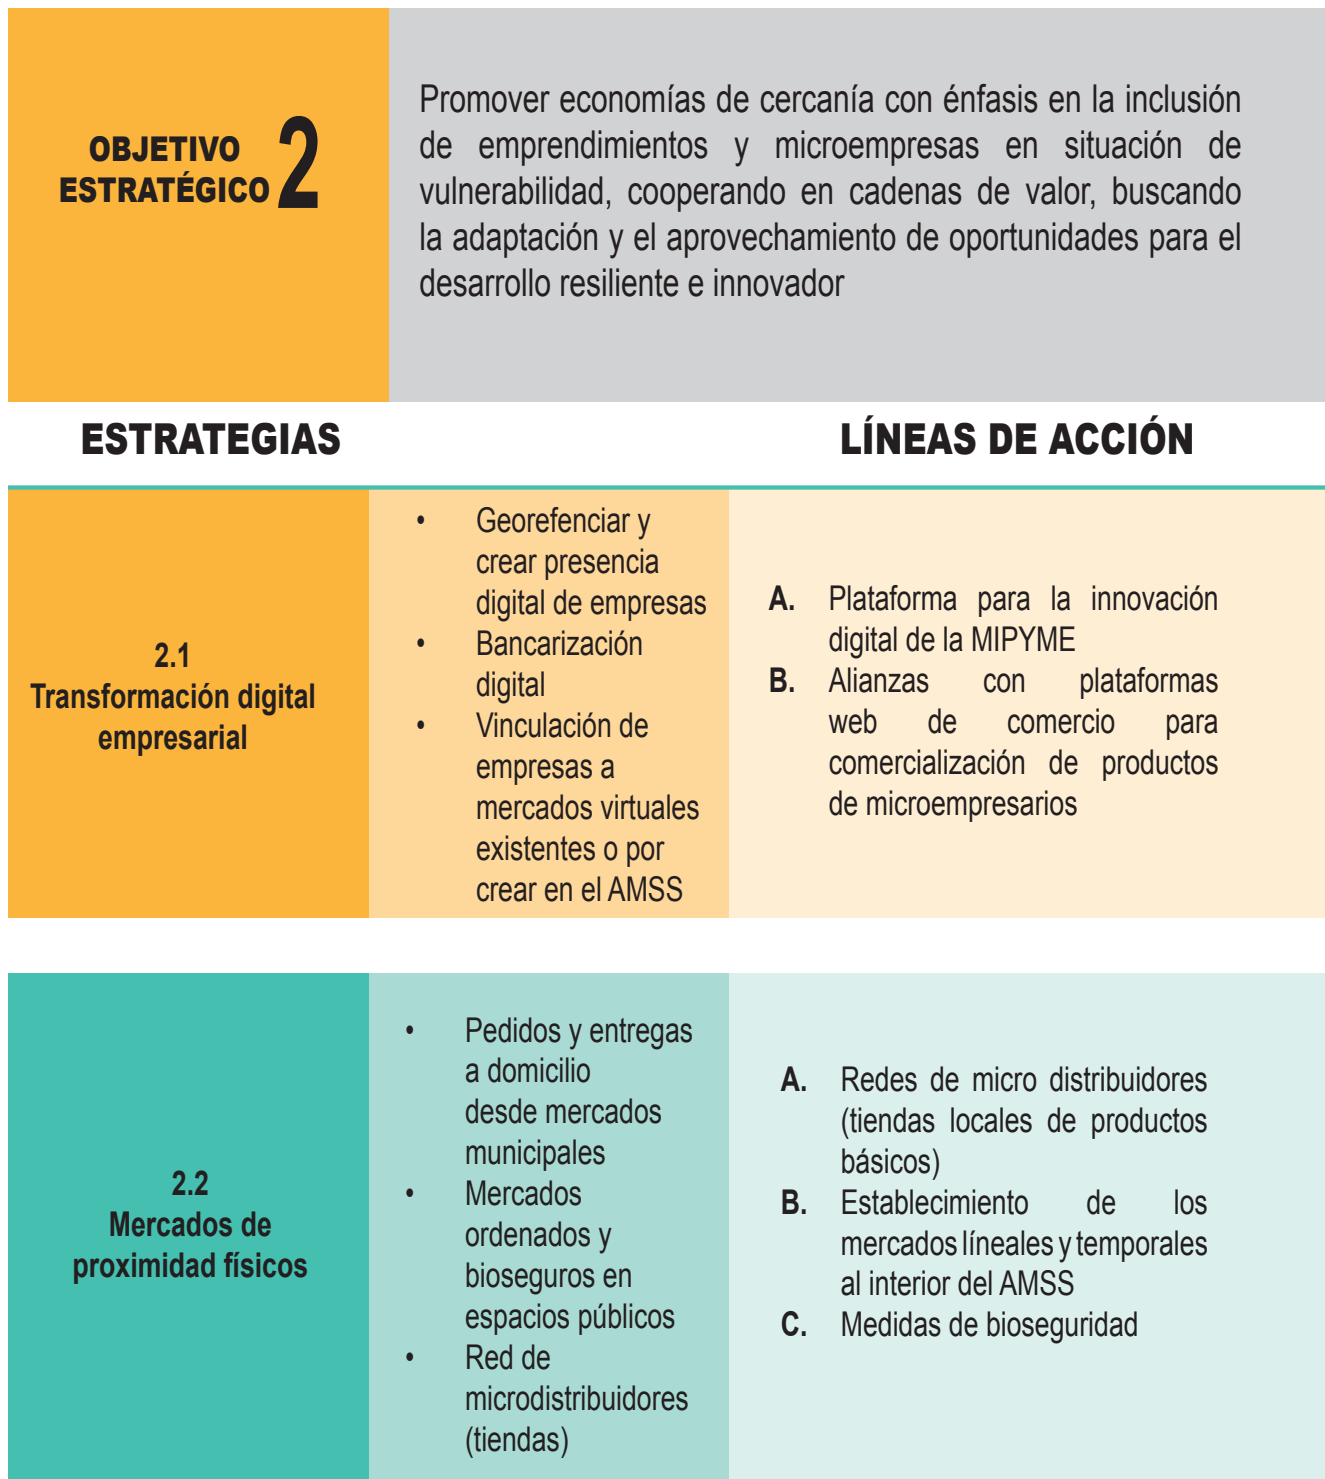 OBJETIVO
ESTRATÉGICO 2
Promover economías de cercanía con énfasis en la inclusión
de emprendimientos y microempresas en situación de
vulnerabilidad, cooperando en cadenas de valor, buscando
la adaptación y el aprovechamiento de oportunidades para el
desarrollo resiliente e innovador
ESTRATEGIAS
LÍNEAS DE ACCIÓN
2.1
Transformación digital
empresarial
• Georefenciar y
crear presencia
digital de empresas
• Bancarización
digital
• Vinculación de
empresas a
mercados virtuales
existentes o por
crear en el AMSS
A. Plataforma para la innovación
digital de la MIPYME
B. Alianzas con plataformas
web de comercio para
comercialización de productos
de microempresarios
2.2
Mercados de
proximidad físicos
• Pedidos y entregas
a domicilio
desde mercados
municipales
• Mercados
ordenados y
bioseguros en
espacios públicos
• Red de
microdistribuidores
(tiendas)
A. Redes de micro distribuidores
(tiendas locales de productos
básicos)
B. Establecimiento de los
mercados líneales y temporales
al interior del AMSS
C. Medidas de bioseguridad